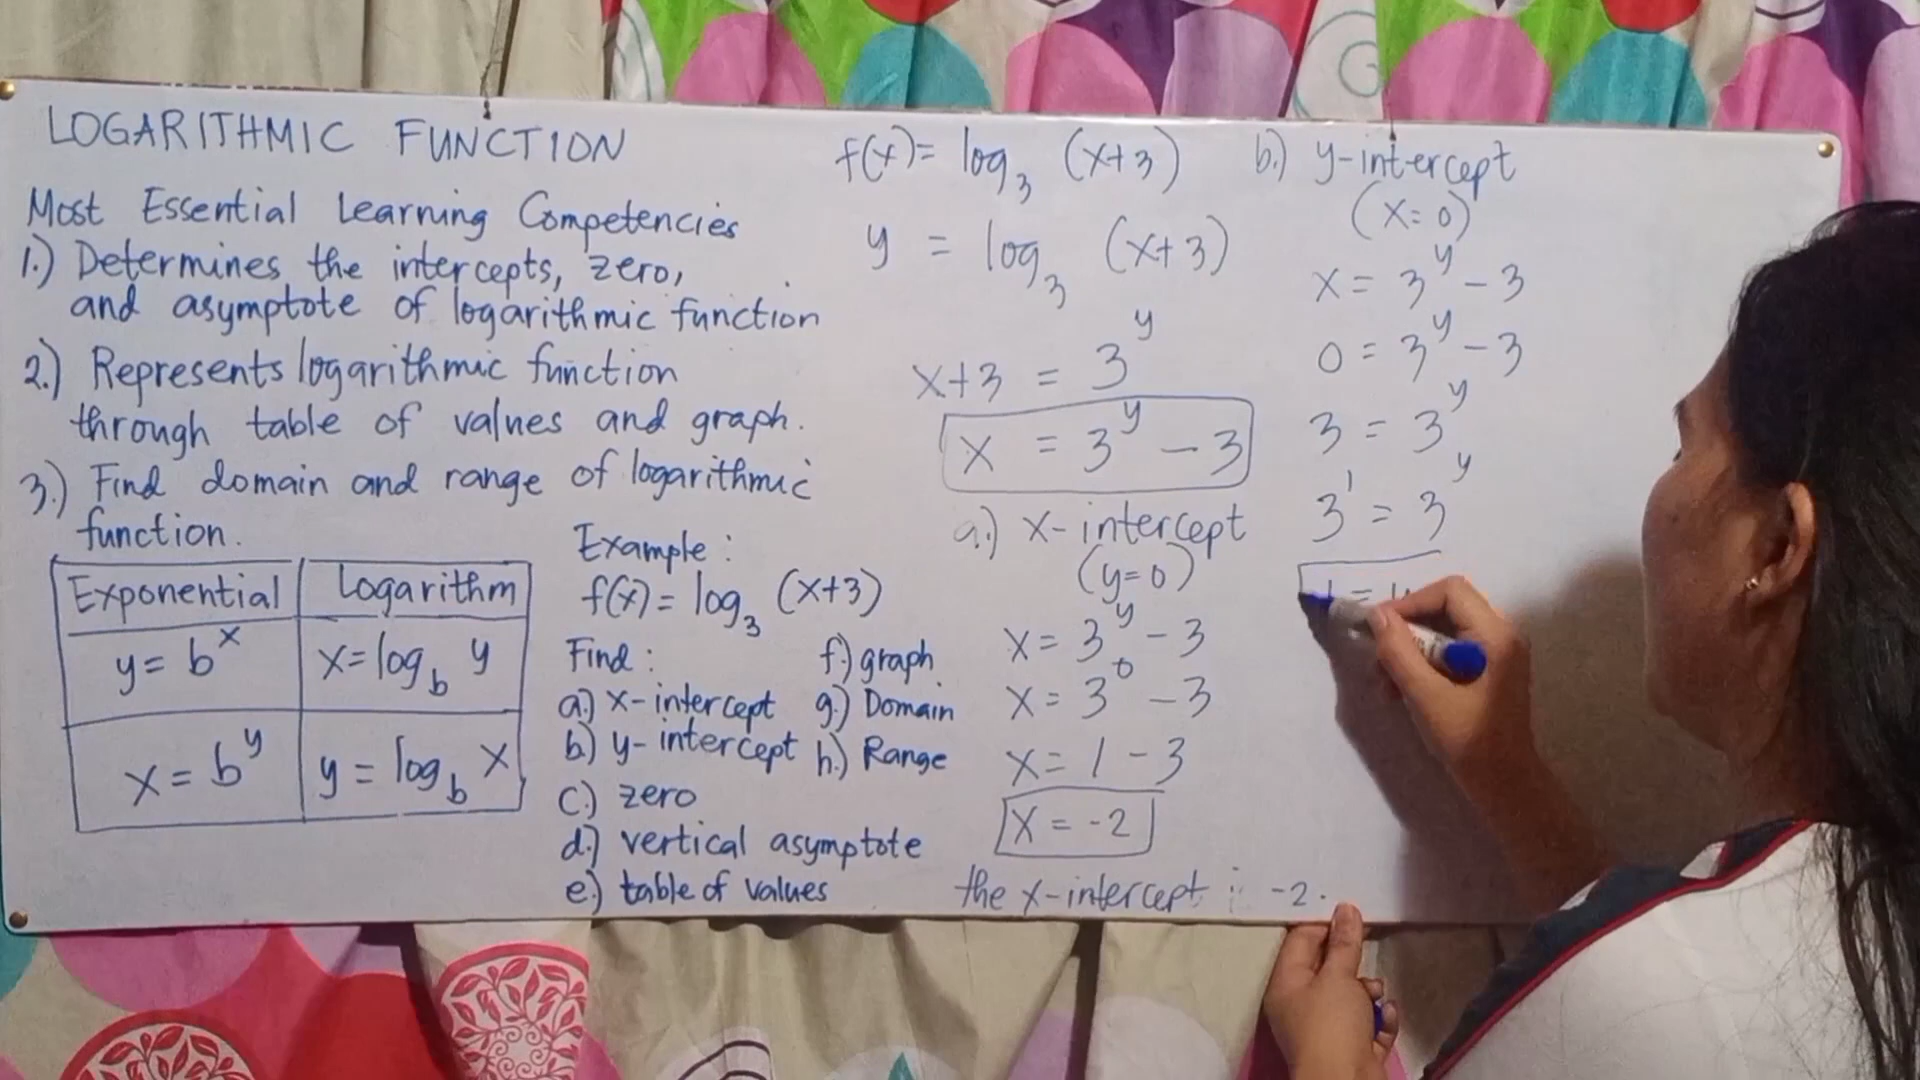 LOGARITHMIC FUNCTION
Most Essential Learning Competencies
1.) Determines the intercepts, zero,
and asymptote of logarithmic function
2.) Represents logarithmic function
through table of values and graph.
3.) Find domain and range of logarithmic
function.
Exponential Logarithm
y = b^x x = log_b y
x = b^y y = log_b x
Example :
f(x) = log_3 (x+3)
Find :
a.) x-intercept
b.) y-intercept
c.) zero
d.) vertical asymptote
e.) table of values
f.) graph
g.) Domain
h.) Range
f(x) = log_3 (x+3)
y = log_3 (x+3)
x+3 = 3^y
x = 3^y - 3
a.) x-intercept
(y=0)
x = 3^y - 3
x = 3^0 - 3
x = 1 - 3
x = -2
the x-intercept : -2.
b.) y-intercept
(x=0)
x = 3^y - 3
0 = 3^y - 3
3 = 3^y
3^1 = 3^y